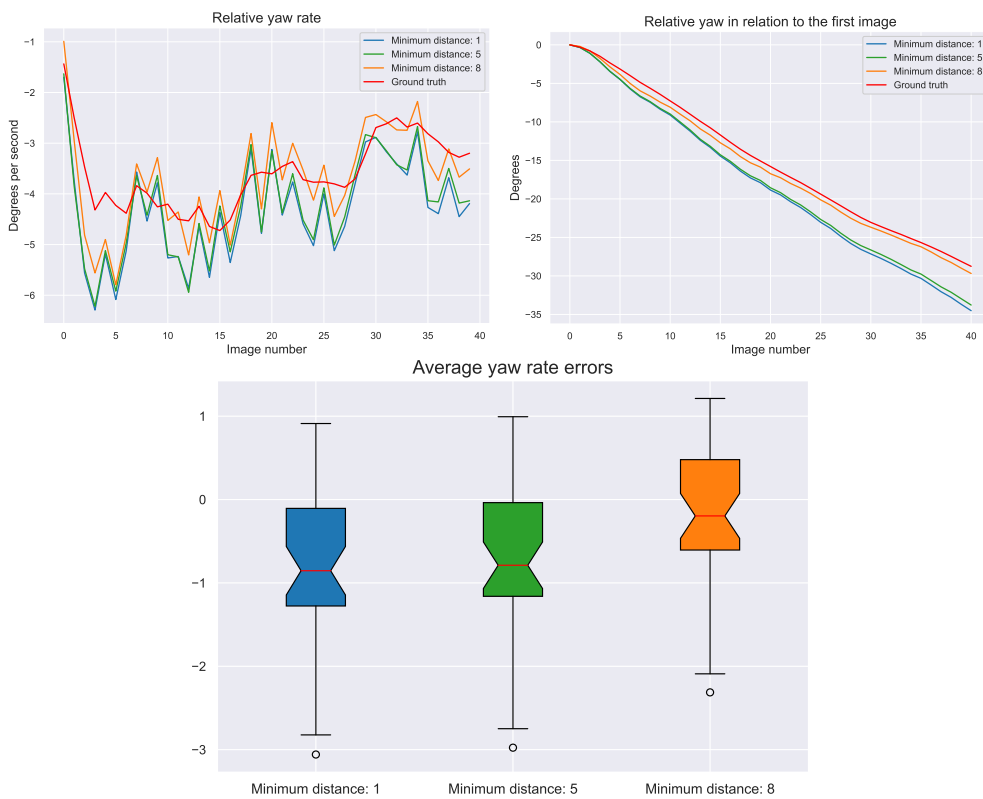 Relative yaw rate
Minimum distance: 1
Minimum distance: 5
Minimum distance: 8
Ground truth
Degrees per second
−1
−2
−3
−4
−5
−6
0 5 10 15 20 25 30 35 40
Image number
Relative yaw in relation to the first image
Minimum distance: 1
Minimum distance: 5
Minimum distance: 8
Ground truth
Degrees
0
−5
−10
−15
−20
−25
−30
−35
0 5 10 15 20 25 30 35 40
Image number
Average yaw rate errors
1
0
−1
−2
−3
Minimum distance: 1 Minimum distance: 5 Minimum distance: 8